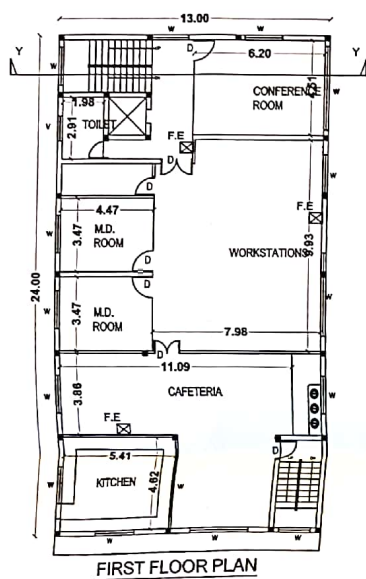 13.00
W W
Y Y
D 6.20
W CONFERENCE
ROOM 4.51 W
1.98
TOILET
2.91
F.E
D
D
4.47
F.E
M.D.
ROOM
3.47
W
WORKSTATIONS
9.93
D
24.00
D
M.D.
ROOM
3.47
W
7.98
D
11.09
CAFETERIA
3.86
W
F.E
5.41
D
KITCHEN
4.62
W
W
W W W
FIRST FLOOR PLAN